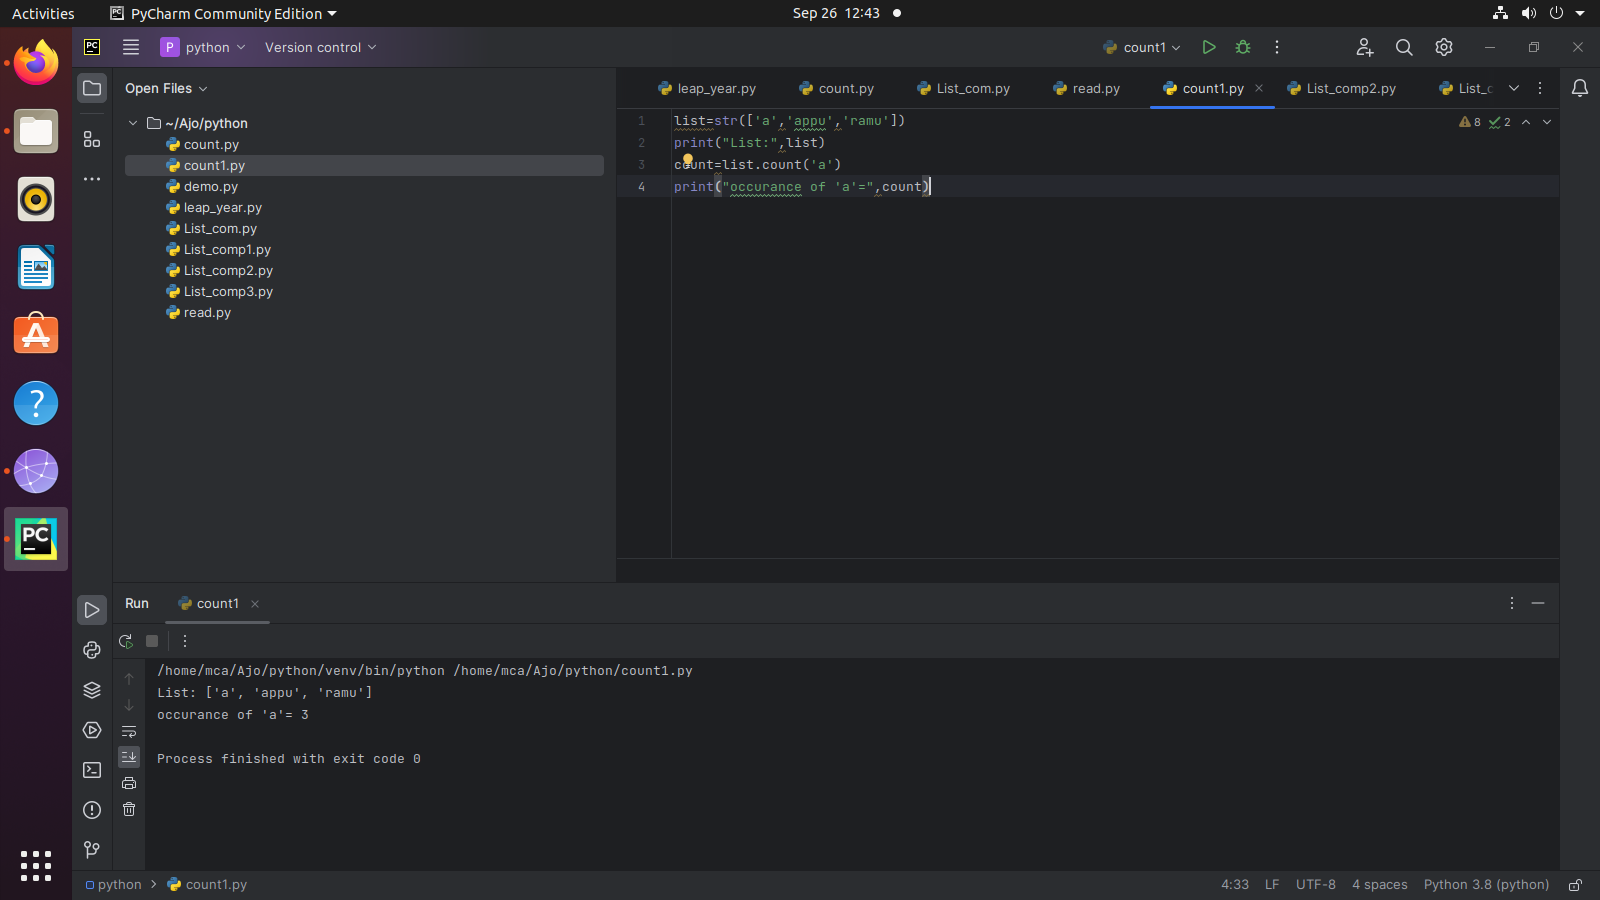 Activities
PyCharm Community Edition
Sep 26 12:43
PC
P python
Version control
count1
Open Files
leap_year.py
count.py
List_com.py
read.py
count1.py
List_comp2.py
List_c
~/Ajo/python
count.py
count1.py
demo.py
leap_year.py
List_com.py
List_comp1.py
List_comp2.py
List_comp3.py
read.py
1 list=str(['a','appu','ramu'])
2 print("List:",list)
3 count=list.count('a')
4 print("occurance of 'a'=",count)
8 2
PC
Run
count1
/home/mca/Ajo/python/venv/bin/python /home/mca/Ajo/python/count1.py
List: ['a', 'appu', 'ramu']
occurance of 'a'= 3
Process finished with exit code 0
python > count1.py
4:33 LF UTF-8 4 spaces Python 3.8 (python)